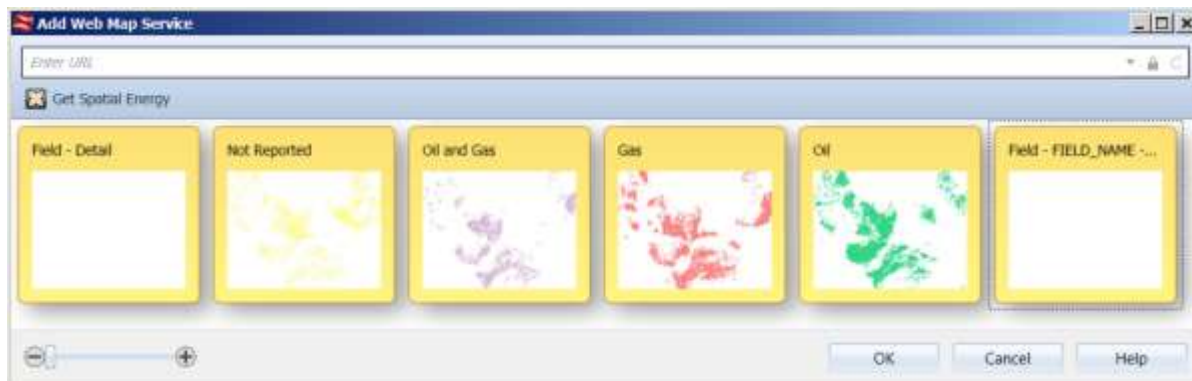 Add Web Map Service
Enter URL
Get Spatial Energy
Field - Detail
Not Reported
Oil and Gas
Gas
Oil
Field - FIELD_NAME -...
OK
Cancel
Help